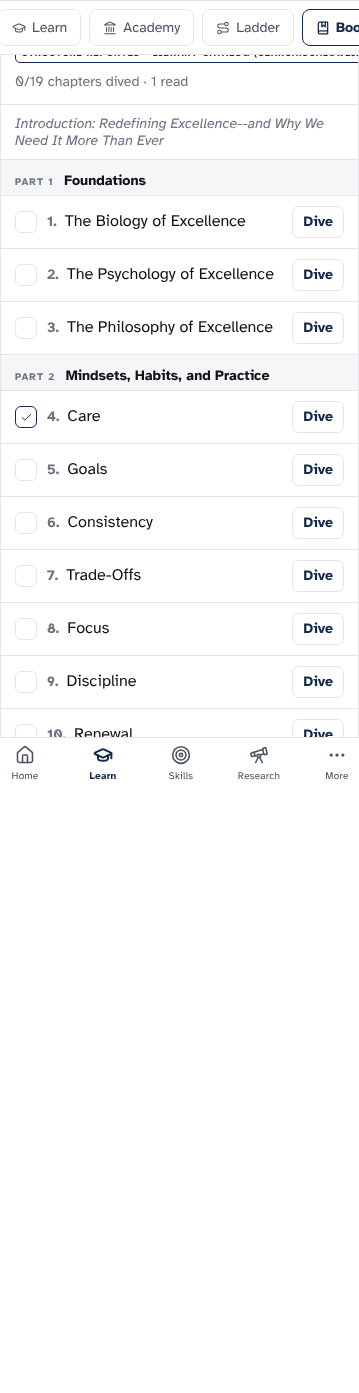 Learn
Academy
Ladder
0/19 chapters dived · 1 read
Introduction: Redefining Excellence--and Why We
Need It More Than Ever
PART 1 Foundations
1. The Biology of Excellence Dive
2. The Psychology of Excellence Dive
3. The Philosophy of Excellence Dive
PART 2 Mindsets, Habits, and Practice
4. Care Dive
5. Goals Dive
6. Consistency Dive
7. Trade-Offs Dive
8. Focus Dive
9. Discipline Dive
10. Renewal Dive
Home
Learn
Skills
Research
More